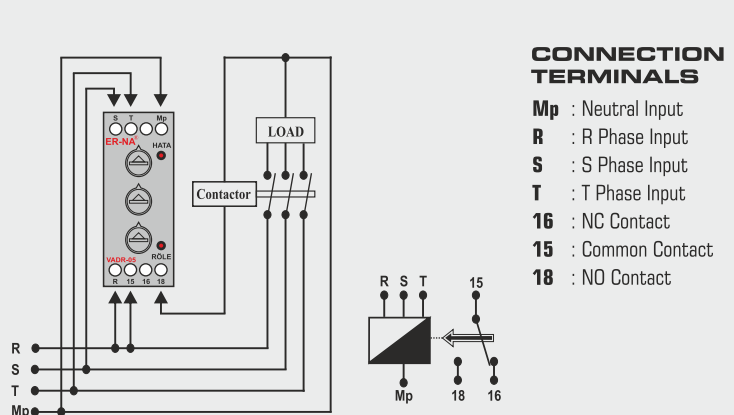 CONNECTION
TERMINALS
Mp : Neutral Input
R : R Phase Input
S : S Phase Input
T : T Phase Input
16 : NC Contact
15 : Common Contact
18 : NO Contact
S T Mp
ER-NA®
HATA
VADR-05
RÖLE
R 15 16 18
LOAD
Contactor
R
S
T
Mp
R S T 15
Mp 18 16